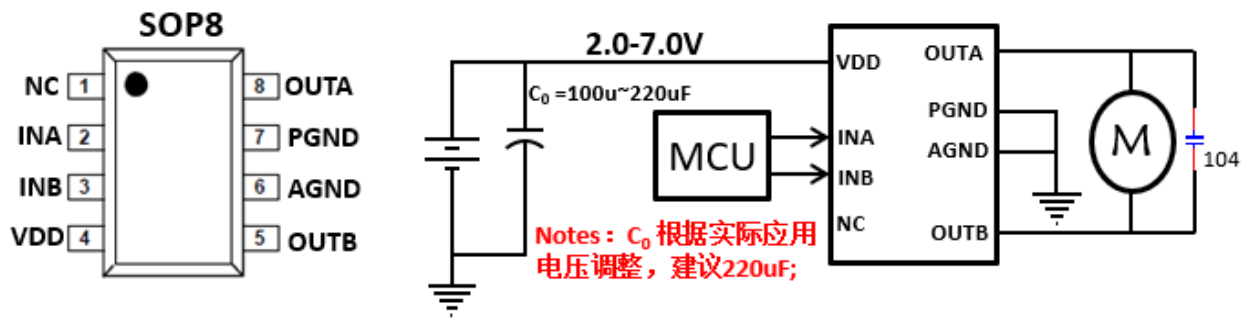 SOP8
NC 1
INA 2
INB 3
VDD 4
8 OUTA
7 PGND
6 AGND
5 OUTB
2.0-7.0V
C₀ =100u~220uF
MCU
VDD
INA
INB
NC
OUTA
PGND
AGND
OUTB
M
104
Notes：C₀ 根据实际应用
电压调整，建议220uF;